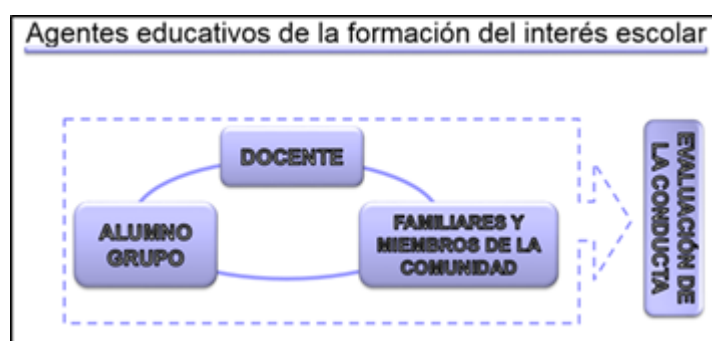 Agentes educativos de la formación del interés escolar
DOCENTE
ALUMNO
GRUPO
FAMILIARES Y
MIEMBROS DE LA
COMUNIDAD
EVALUACIÓN DE
LA CONDUCTA